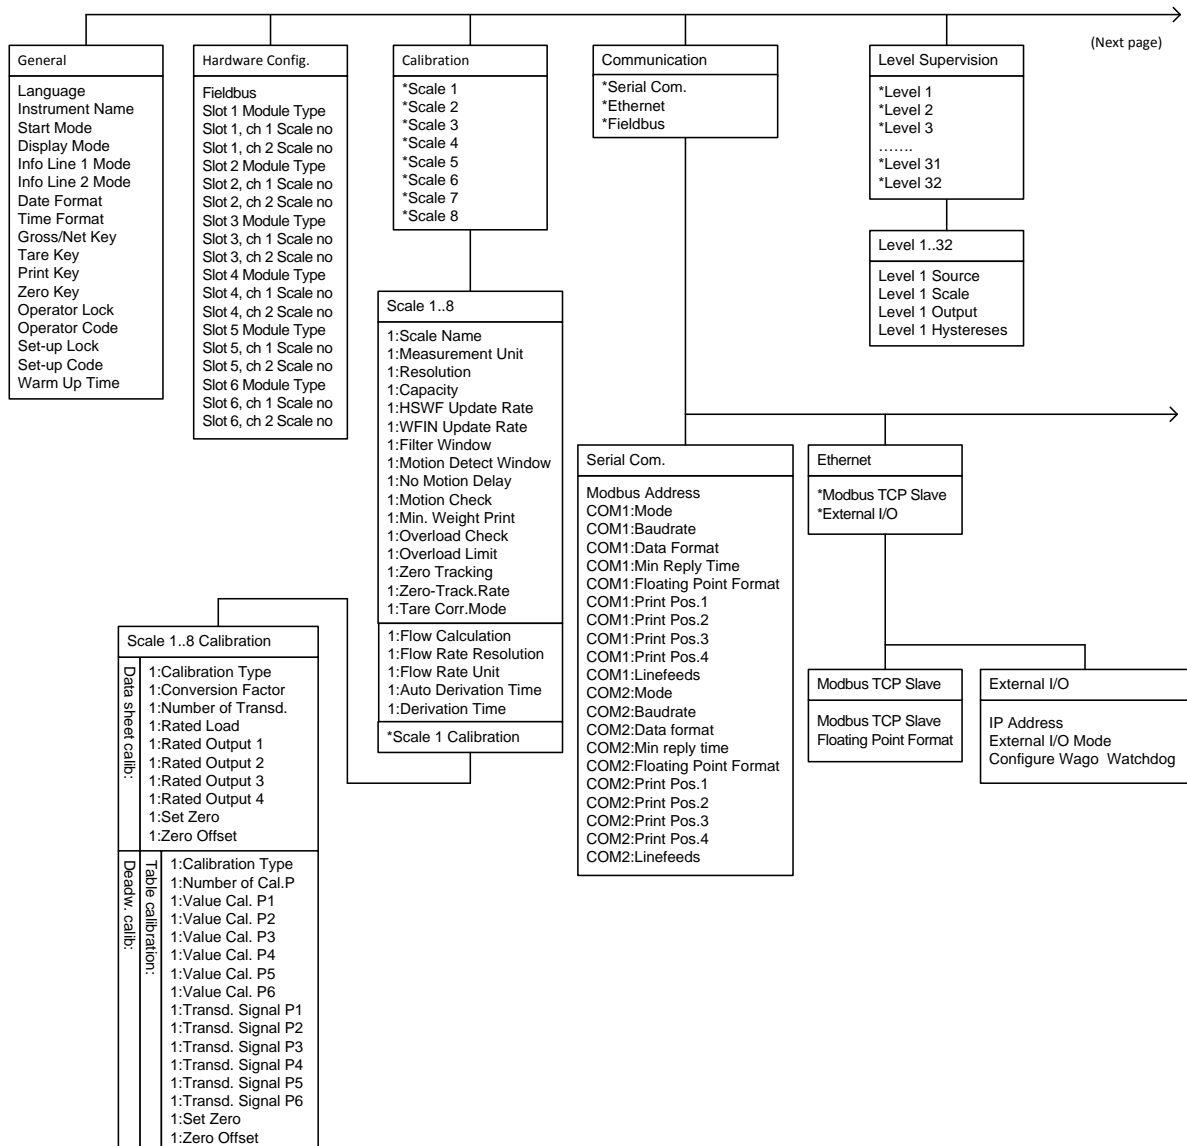 (Next page)
General
Language
Instrument Name
Start Mode
Display Mode
Info Line 1 Mode
Info Line 2 Mode
Date Format
Time Format
Gross/Net Key
Tare Key
Print Key
Zero Key
Operator Lock
Operator Code
Set-up Lock
Set-up Code
Warm Up Time
Hardware Config.
Fieldbus
Slot 1 Module Type
Slot 1, ch 1 Scale no
Slot 1, ch 2 Scale no
Slot 2 Module Type
Slot 2, ch 1 Scale no
Slot 2, ch 2 Scale no
Slot 3 Module Type
Slot 3, ch 1 Scale no
Slot 3, ch 2 Scale no
Slot 4 Module Type
Slot 4, ch 1 Scale no
Slot 4, ch 2 Scale no
Slot 5 Module Type
Slot 5, ch 1 Scale no
Slot 5, ch 2 Scale no
Slot 6 Module Type
Slot 6, ch 1 Scale no
Slot 6, ch 2 Scale no
Calibration
*Scale 1
*Scale 2
*Scale 3
*Scale 4
*Scale 5
*Scale 6
*Scale 7
*Scale 8
Communication
*Serial Com.
*Ethernet
*Fieldbus
Level Supervision
*Level 1
*Level 2
*Level 3
.......
*Level 31
*Level 32
Level 1..32
Level 1 Source
Level 1 Scale
Level 1 Output
Level 1 Hystereses
Scale 1..8
1:Scale Name
1:Measurement Unit
1:Resolution
1:Capacity
1:HSWF Update Rate
1:WFIN Update Rate
1:Filter Window
1:Motion Detect Window
1:No Motion Delay
1:Motion Check
1:Min. Weight Print
1:Overload Check
1:Overload Limit
1:Zero Tracking
1:Zero-Track.Rate
1:Tare Corr.Mode
1:Flow Calculation
1:Flow Rate Resolution
1:Flow Rate Unit
1:Auto Derivation Time
1:Derivation Time
*Scale 1 Calibration
Serial Com.
Modbus Address
COM1:Mode
COM1:Baudrate
COM1:Data Format
COM1:Min Reply Time
COM1:Floating Point Format
COM1:Print Pos.1
COM1:Print Pos.2
COM1:Print Pos.3
COM1:Print Pos.4
COM1:Linefeeds
COM2:Mode
COM2:Baudrate
COM2:Data format
COM2:Min reply time
COM2:Floating Point Format
COM2:Print Pos.1
COM2:Print Pos.2
COM2:Print Pos.3
COM2:Print Pos.4
COM2:Linefeeds
Ethernet
*Modbus TCP Slave
*External I/O
Modbus TCP Slave
Modbus TCP Slave
Floating Point Format
External I/O
IP Address
External I/O Mode
Configure Wago Watchdog
Scale 1..8 Calibration
Data sheet calib:
1:Calibration Type
1:Conversion Factor
1:Number of Transd.
1:Rated Load
1:Rated Output 1
1:Rated Output 2
1:Rated Output 3
1:Rated Output 4
1:Set Zero
1:Zero Offset
Deadw. calib:
Table calibration:
1:Calibration Type
1:Number of Cal.P
1:Value Cal. P1
1:Value Cal. P2
1:Value Cal. P3
1:Value Cal. P4
1:Value Cal. P5
1:Value Cal. P6
1:Transd. Signal P1
1:Transd. Signal P2
1:Transd. Signal P3
1:Transd. Signal P4
1:Transd. Signal P5
1:Transd. Signal P6
1:Set Zero
1:Zero Offset